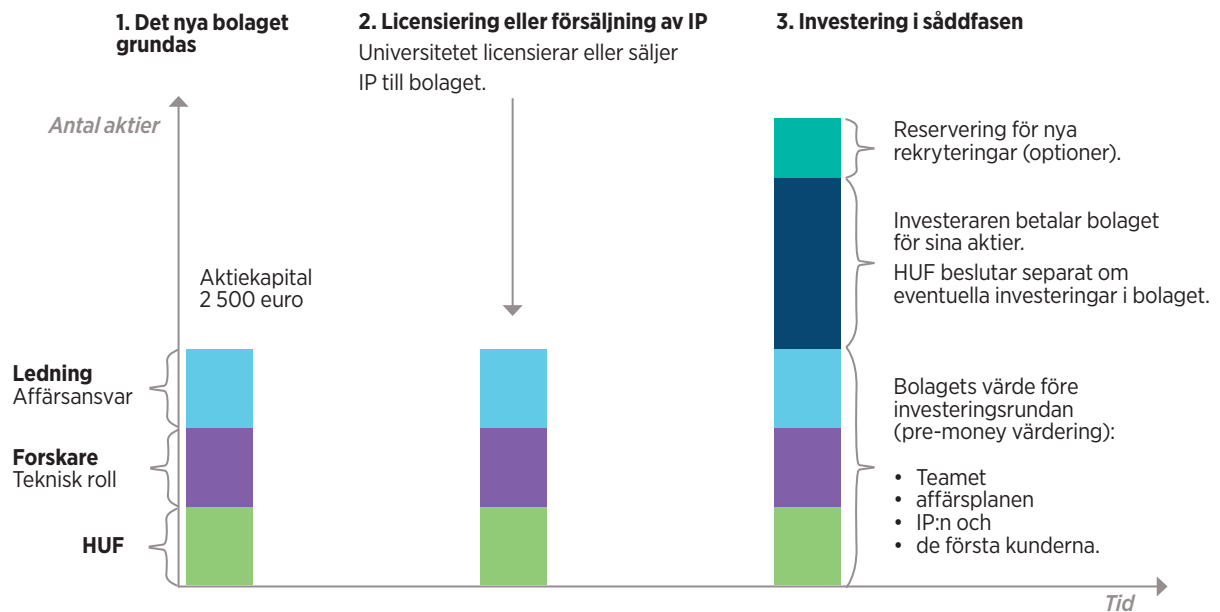 1. Det nya bolaget
grundas
2. Licensiering eller försäljning av IP
Universitetet licensierar eller säljer
IP till bolaget.
3. Investering i såddfasen
Antal aktier
Reservering för nya
rekryteringar (optioner).
Investeraren betalar bolaget
för sina aktier.
HUF beslutar separat om
eventuella investeringar i bolaget.
Aktiekapital
2 500 euro
Ledning
Affärsansvar
Forskare
Teknisk roll
HUF
Bolagets värde före
investeringsrundan
(pre-money värdering):
• Teamet
• affärsplanen
• IP:n och
• de första kunderna.
Tid